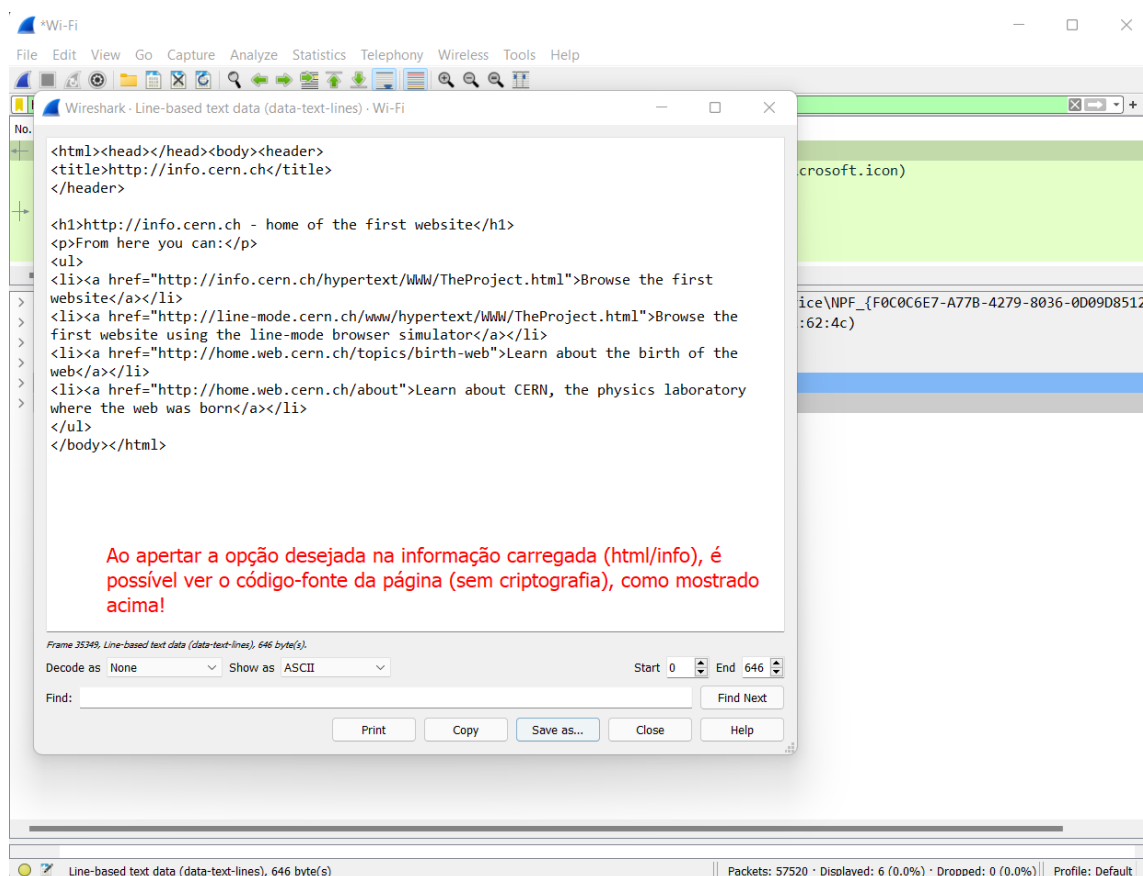 *Wi-Fi
File Edit View Go Capture Analyze Statistics Telephony Wireless Tools Help
Wireshark · Line-based text data (data-text-lines) · Wi-Fi
No.
<html><head></head><body><header>
<title>http://info.cern.ch</title>
</header>
<h1>http://info.cern.ch - home of the first website</h1>
<p>From here you can:</p>
<ul>
<li><a href="http://info.cern.ch/hypertext/WWW/TheProject.html">Browse the first
website</a></li>
<li><a href="http://line-mode.cern.ch/www/hypertext/WWW/TheProject.html">Browse the
first website using the line-mode browser simulator</a></li>
<li><a href="http://home.web.cern.ch/topics/birth-web">Learn about the birth of the
web</a></li>
<li><a href="http://home.web.cern.ch/about">Learn about CERN, the physics laboratory
where the web was born</a></li>
</ul>
</body></html>
crosoft.icon)
ice\NPF_{F0C0C6E7-A77B-4279-8036-0D09D8512
:62:4c)
Ao apertar a opção desejada na informação carregada (html/info), é
possível ver o código-fonte da página (sem criptografia), como mostrado
acima!
Frame 35349, Line-based text data (data-text-lines), 646 byte(s).
Decode as None Show as ASCII Start 0 End 646
Find: Find Next
Print Copy Save as... Close Help
Line-based text data (data-text-lines), 646 byte(s) Packets: 57520 · Displayed: 6 (0.0%) · Dropped: 0 (0.0%) Profile: Default